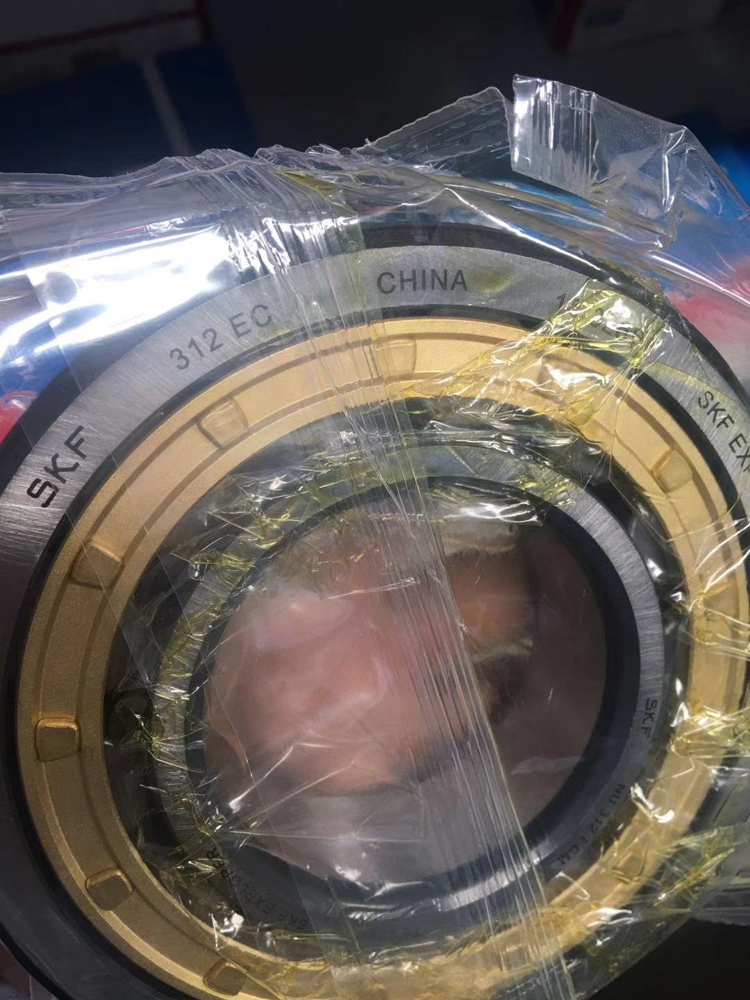 SKF
312 EC
CHINA
SKF EXP
SKF
NU 312 ECM
SKF EXPLORER